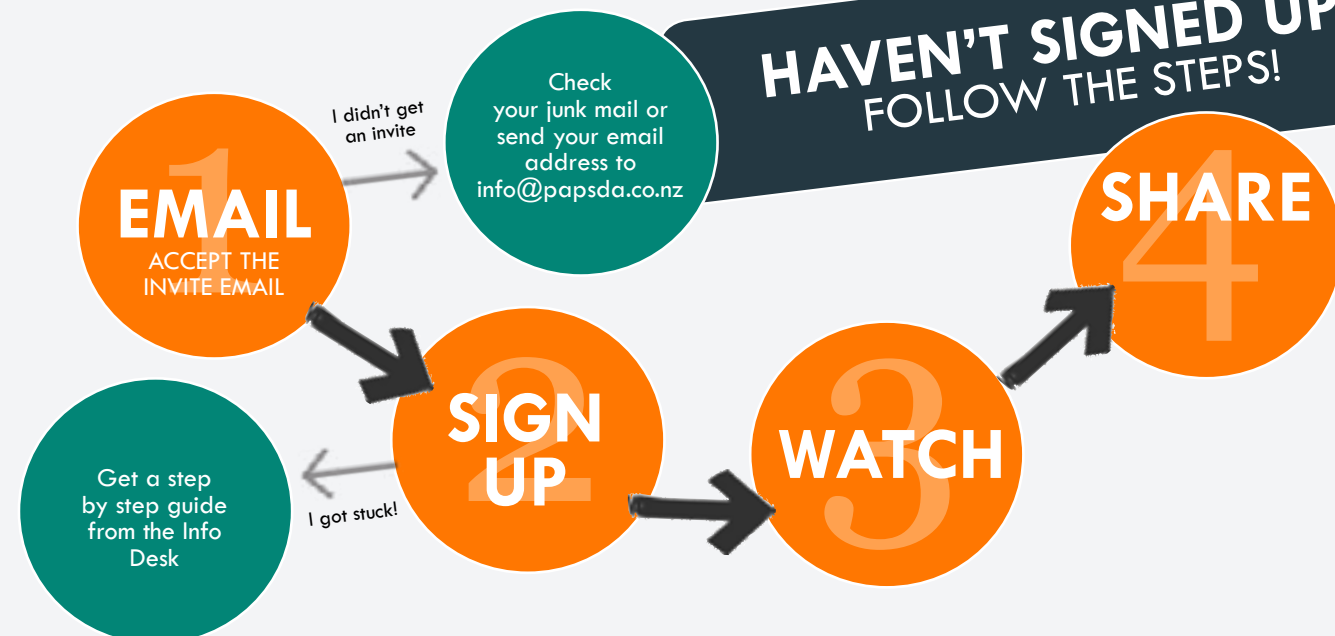 HAVEN'T SIGNED UP
FOLLOW THE STEPS!
1
EMAIL
ACCEPT THE
INVITE EMAIL
I didn't get
an invite
Check
your junk mail or
send your email
address to
info@papsda.co.nz
2
SIGN
UP
I got stuck!
Get a step
by step guide
from the Info
Desk
3
WATCH
4
SHARE